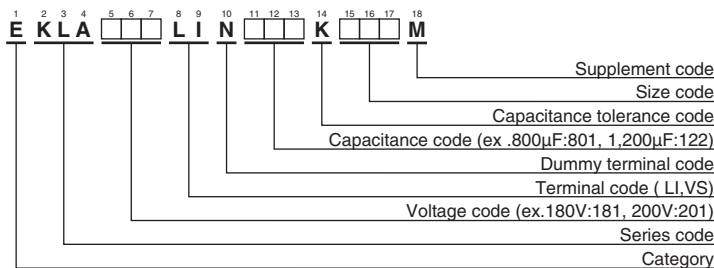 1 2 3 4 5 6 7 8 9 10 11 12 13 14 15 16 17 18
E KLA □□□ LI N □□□ K □□□ M
Supplement code
Size code
Capacitance tolerance code
Capacitance code (ex .800µF:801, 1,200µF:122)
Dummy terminal code
Terminal code ( LI,VS)
Voltage code (ex.180V:181, 200V:201)
Series code
Category